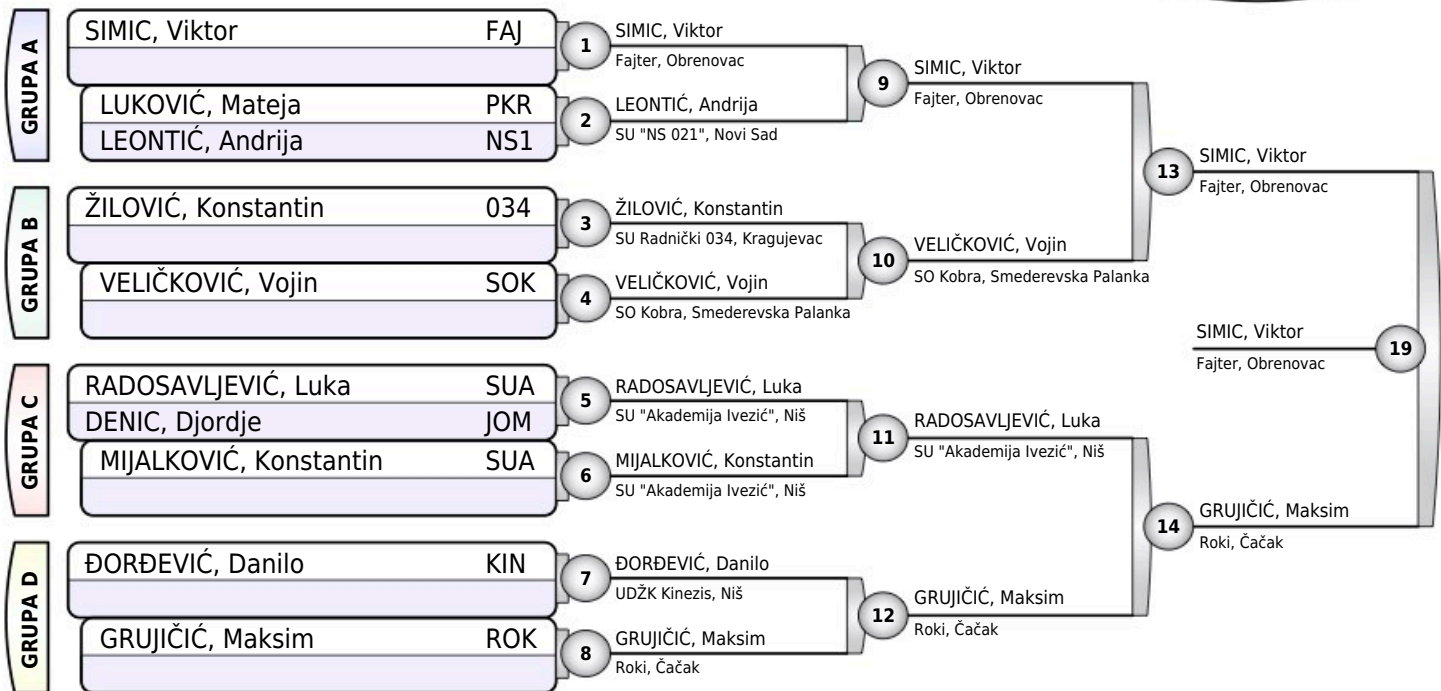 GRUPA A
SIMIC, Viktor FAJ
LUKOVIĆ, Mateja PKR
LEONTIĆ, Andrija NS1
GRUPA B
ŽILOVIĆ, Konstantin 034
VELIČKOVIĆ, Vojin SOK
GRUPA C
RADOSAVLJEVIĆ, Luka SUA
DENIC, Djordje JOM
MIJALKOVIĆ, Konstantin SUA
GRUPA D
ĐORĐEVIĆ, Danilo KIN
GRUJIČIĆ, Maksim ROK
1
SIMIC, Viktor
Fajter, Obrenovac
2
LEONTIĆ, Andrija
SU "NS 021", Novi Sad
3
ŽILOVIĆ, Konstantin
SU Radnički 034, Kragujevac
4
VELIČKOVIĆ, Vojin
SO Kobra, Smederevska Palanka
5
RADOSAVLJEVIĆ, Luka
SU "Akademija Ivezić", Niš
6
MIJALKOVIĆ, Konstantin
SU "Akademija Ivezić", Niš
7
ĐORĐEVIĆ, Danilo
UDŽK Kinezis, Niš
8
GRUJIČIĆ, Maksim
Roki, Čačak
9
SIMIC, Viktor
Fajter, Obrenovac
10
VELIČKOVIĆ, Vojin
SO Kobra, Smederevska Palanka
11
RADOSAVLJEVIĆ, Luka
SU "Akademija Ivezić", Niš
12
GRUJIČIĆ, Maksim
Roki, Čačak
13
SIMIC, Viktor
Fajter, Obrenovac
14
GRUJIČIĆ, Maksim
Roki, Čačak
SIMIC, Viktor
Fajter, Obrenovac
19